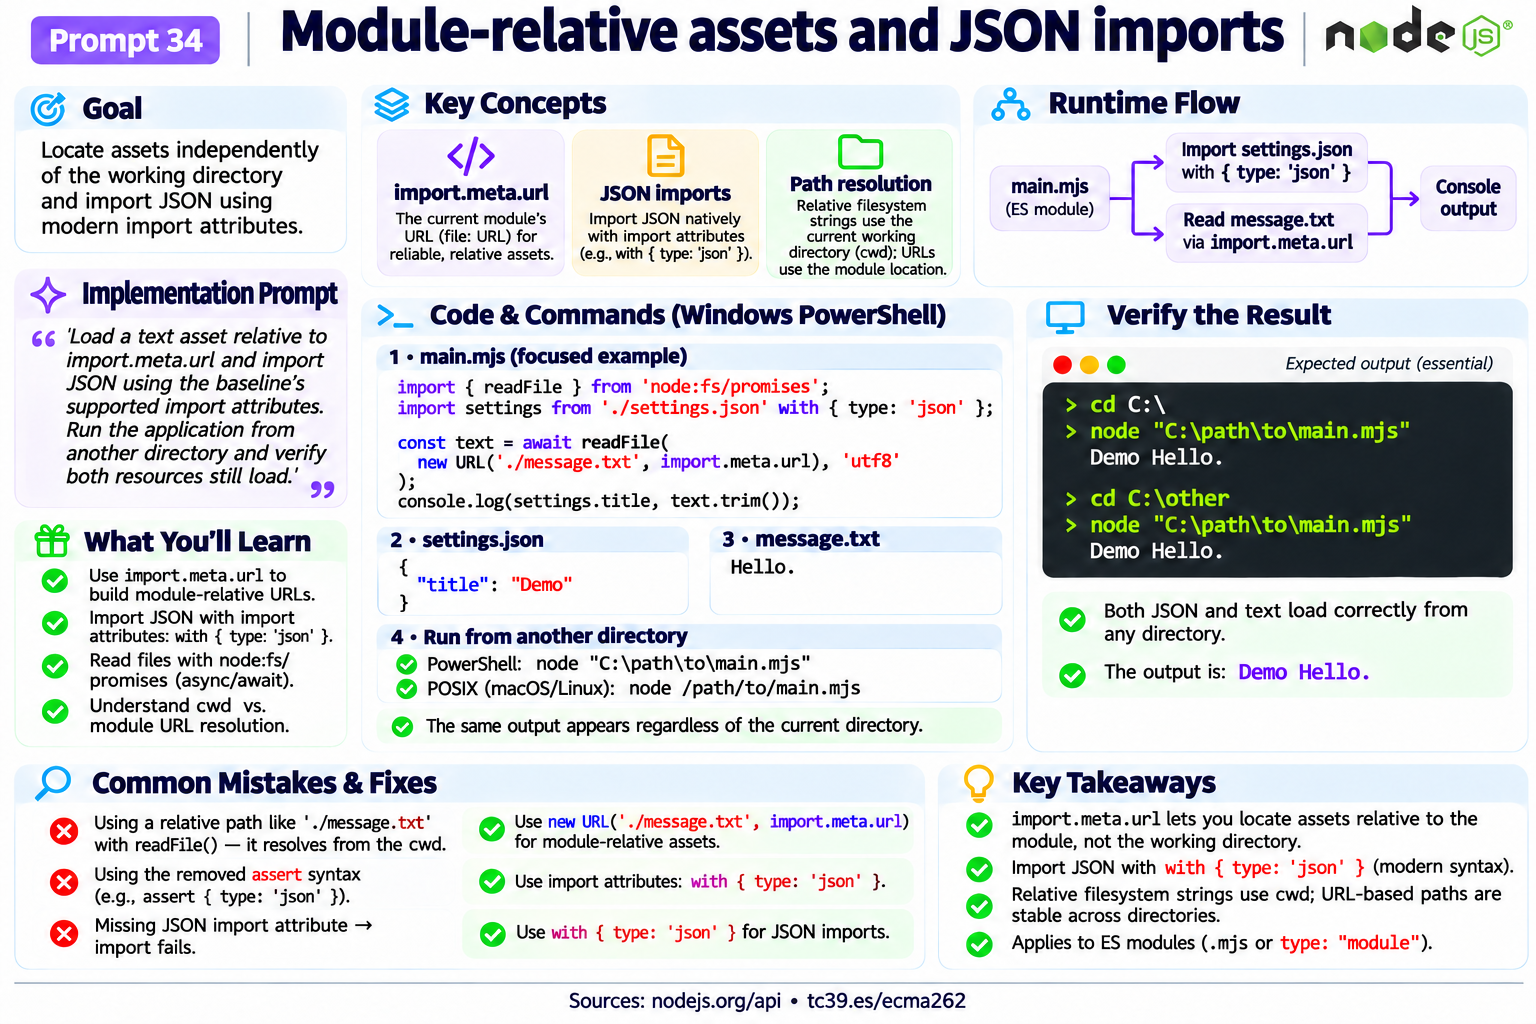 Prompt 34
Module-relative assets and JSON imports
node JS ®
Goal
Locate assets independently
of the working directory
and import JSON using
modern import attributes.
Implementation Prompt
“ 'Load a text asset relative to
import.meta.url and import
JSON using the baseline's
supported import attributes.
Run the application from
another directory and verify
both resources still load.' ”
What You'll Learn
Use import.meta.url to
build module-relative URLs.
Import JSON with import
attributes: with { type: 'json' }.
Read files with node:fs/
promises (async/await).
Understand cwd vs.
module URL resolution.
Key Concepts
</>
import.meta.url
The current module's
URL (file: URL) for
reliable, relative assets.
JSON imports
Import JSON natively
with import attributes
(e.g., with { type: 'json' }).
Path resolution
Relative filesystem
strings use the
current working
directory (cwd); URLs
use the module location.
Runtime Flow
main.mjs
(ES module)
Import settings.json
with { type: 'json' }
Read message.txt
via import.meta.url
Console
output
>_ Code & Commands (Windows PowerShell)
1 • main.mjs (focused example)
import { readFile } from 'node:fs/promises';
import settings from './settings.json' with { type: 'json' };
const text = await readFile(
new URL('./message.txt', import.meta.url), 'utf8'
);
console.log(settings.title, text.trim());
2 • settings.json
{
"title": "Demo"
}
3 • message.txt
Hello.
4 • Run from another directory
PowerShell: node "C:\path\to\main.mjs"
POSIX (macOS/Linux): node /path/to/main.mjs
The same output appears regardless of the current directory.
Verify the Result
Expected output (essential)
> cd C:\
> node "C:\path\to\main.mjs"
Demo Hello.
> cd C:\other
> node "C:\path\to\main.mjs"
Demo Hello.
Both JSON and text load correctly from
any directory.
The output is: Demo Hello.
Common Mistakes & Fixes
Using a relative path like './message.txt'
with readFile() — it resolves from the cwd.
Use new URL('./message.txt', import.meta.url)
for module-relative assets.
Using the removed assert syntax
(e.g., assert { type: 'json' }).
Use import attributes: with { type: 'json' }.
Missing JSON import attribute →
import fails.
Use with { type: 'json' } for JSON imports.
Key Takeaways
import.meta.url lets you locate assets relative to the
module, not the working directory.
Import JSON with with { type: 'json' } (modern syntax).
Relative filesystem strings use cwd; URL-based paths are
stable across directories.
Applies to ES modules (.mjs or type: "module").
Sources: nodejs.org/api • tc39.es/ecma262